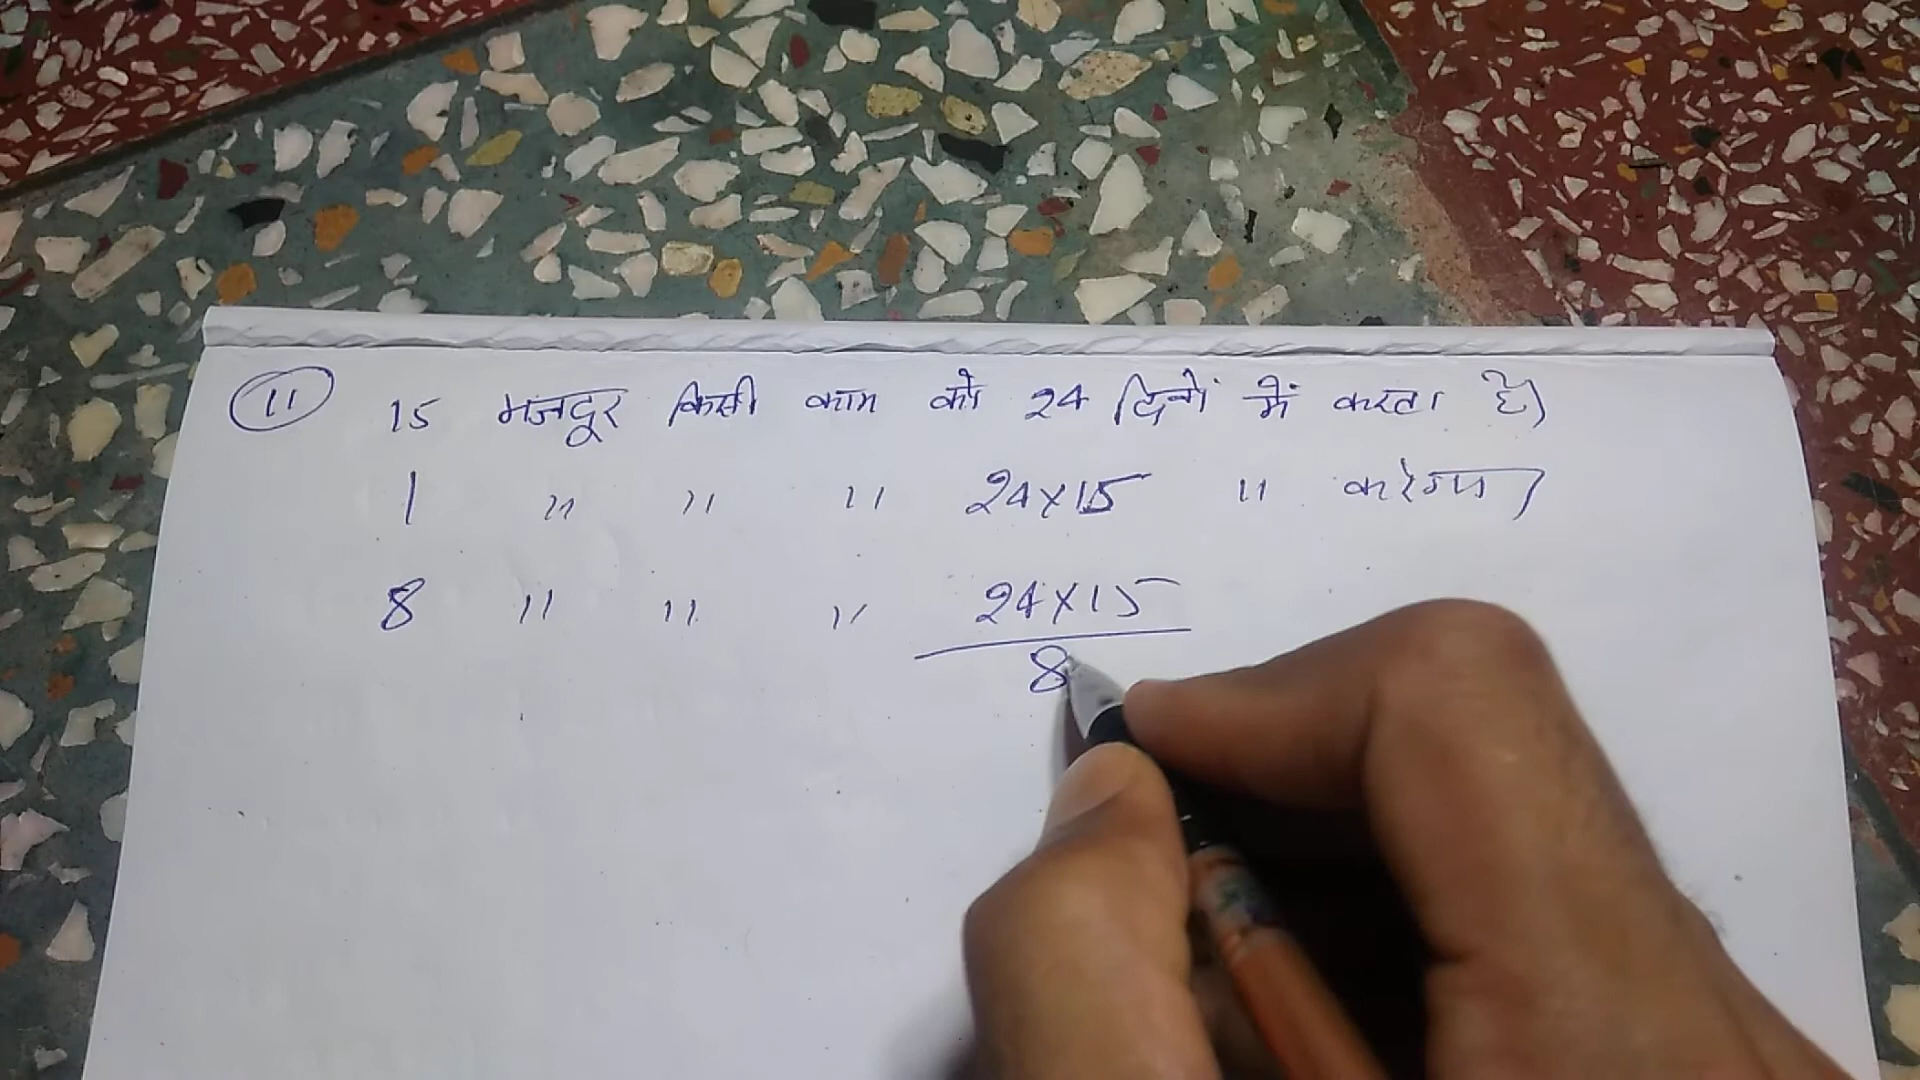 11 15 मजदूर किसी काम को 24 दिनों में करता है।
1 " " " 24×15 " करेगा।
8 " " " 24×15
8